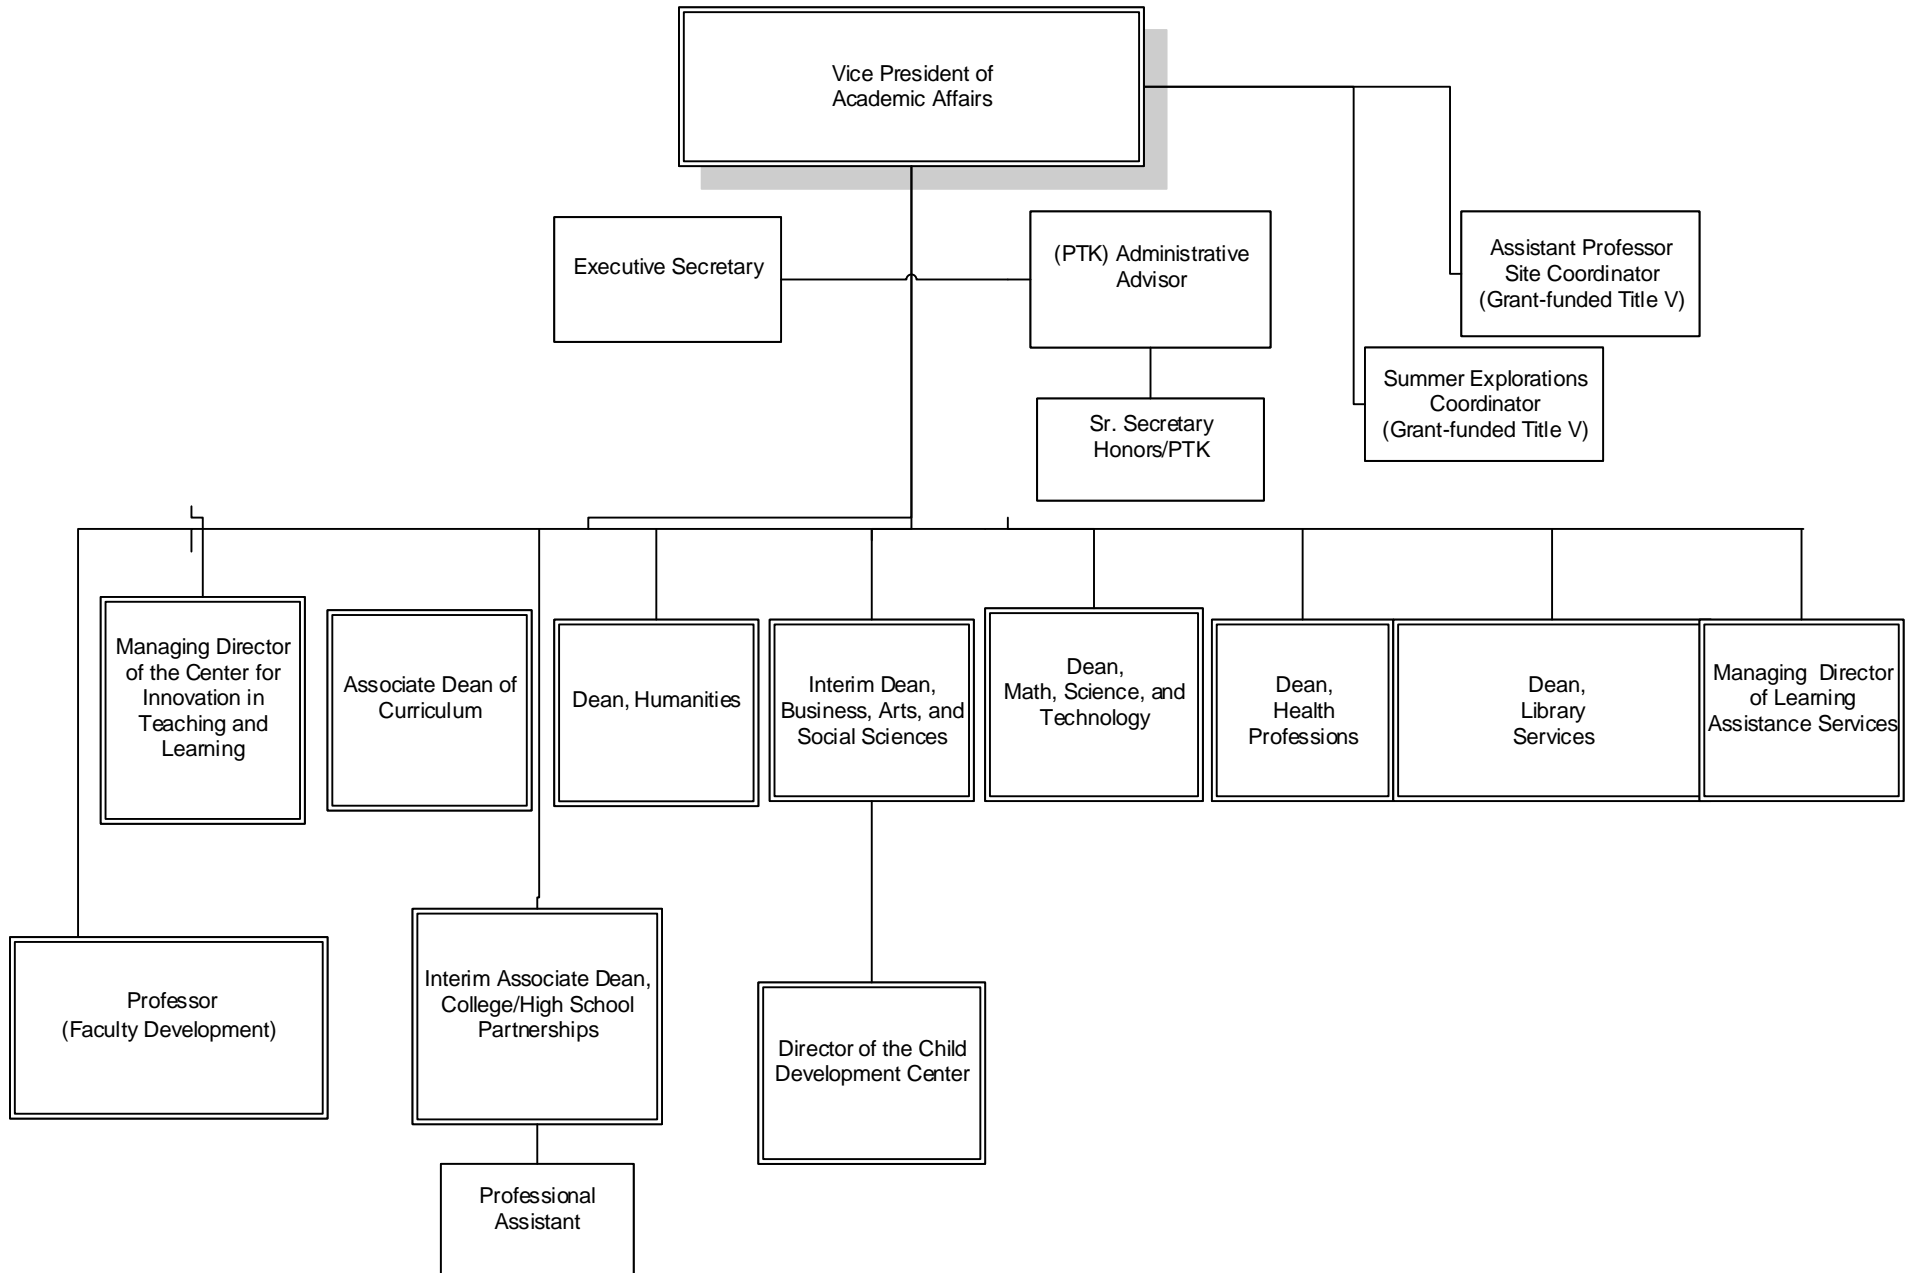 Vice President of
Academic Affairs
Executive Secretary
(PTK) Administrative
Advisor
Assistant Professor
Site Coordinator
(Grant-funded Title V)
Summer Explorations
Coordinator
(Grant-funded Title V)
Sr. Secretary
Honors/PTK
Managing Director
of the Center for
Innovation in
Teaching and
Learning
Associate Dean of
Curriculum
Dean, Humanities
Interim Dean,
Business, Arts, and
Social Sciences
Dean,
Math, Science, and
Technology
Dean,
Health
Professions
Dean,
Library
Services
Managing Director
of Learning
Assistance Services
Professor
(Faculty Development)
Interim Associate Dean,
College/High School
Partnerships
Director of the Child
Development Center
Professional
Assistant